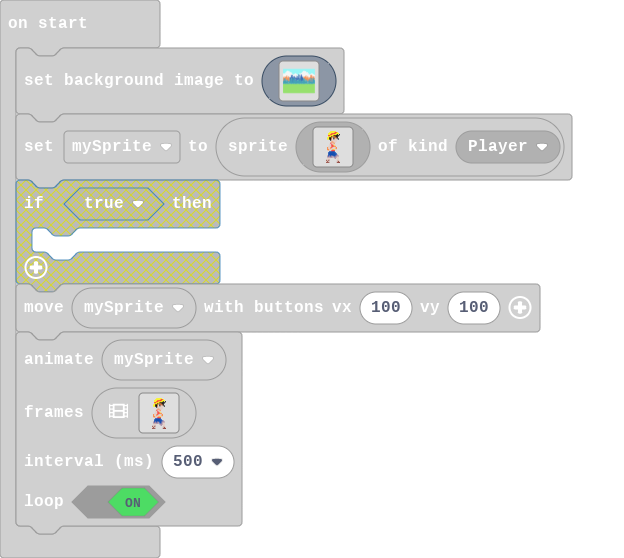 on start
set background image to
set mySprite to sprite of kind Player
if true then
move mySprite with buttons vx 100 vy 100
animate mySprite
frames
interval (ms) 500
loop ON